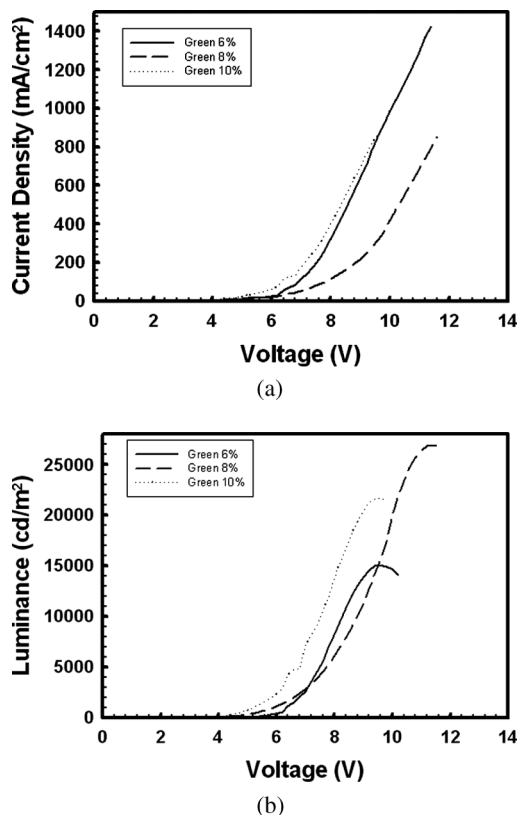 1400
1200
1000
800
600
400
200
0
Current Density (mA/cm²)
Green 6%
Green 8%
Green 10%
0 2 4 6 8 10 12 14
Voltage (V)
(a)
25000
20000
15000
10000
5000
0
Luminance (cd/m²)
Green 6%
Green 8%
Green 10%
0 2 4 6 8 10 12 14
Voltage (V)
(b)